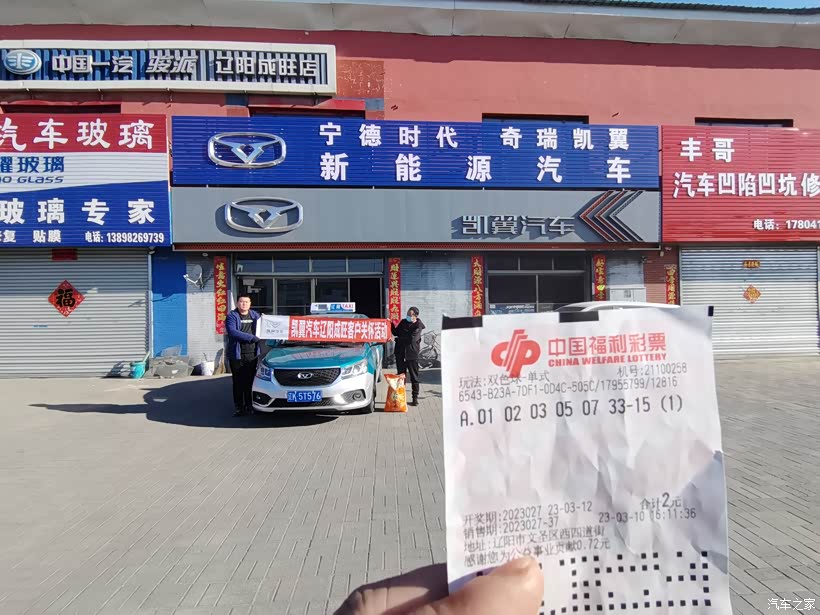 中国一汽 骏派 辽阳成旺店
汽车玻璃
耀玻璃
GLASS
玻璃专家
贴膜 电话:13898269739
宁德时代 奇瑞凯翼
新能源汽车
凯翼汽车
丰哥
汽车凹陷凹坑修
电话:17804
福
TAXI
凯翼汽车辽阳成旺客户关怀活动
5T576
中国福利彩票
CHINA WELFARE LOTTERY
玩法:双色球-单式 机号:21100258
6543-B23A-7DF1-0D4C-505C/17955799/12816
A.01 02 03 05 07 33-15 (1)
合计2元
开奖期:2023027 23-03-12
销售期:2023027-37 23-03-10 16:11:36
地址:辽阳市文圣区西四道街
感谢您为公益事业贡献0.72元
汽车之家